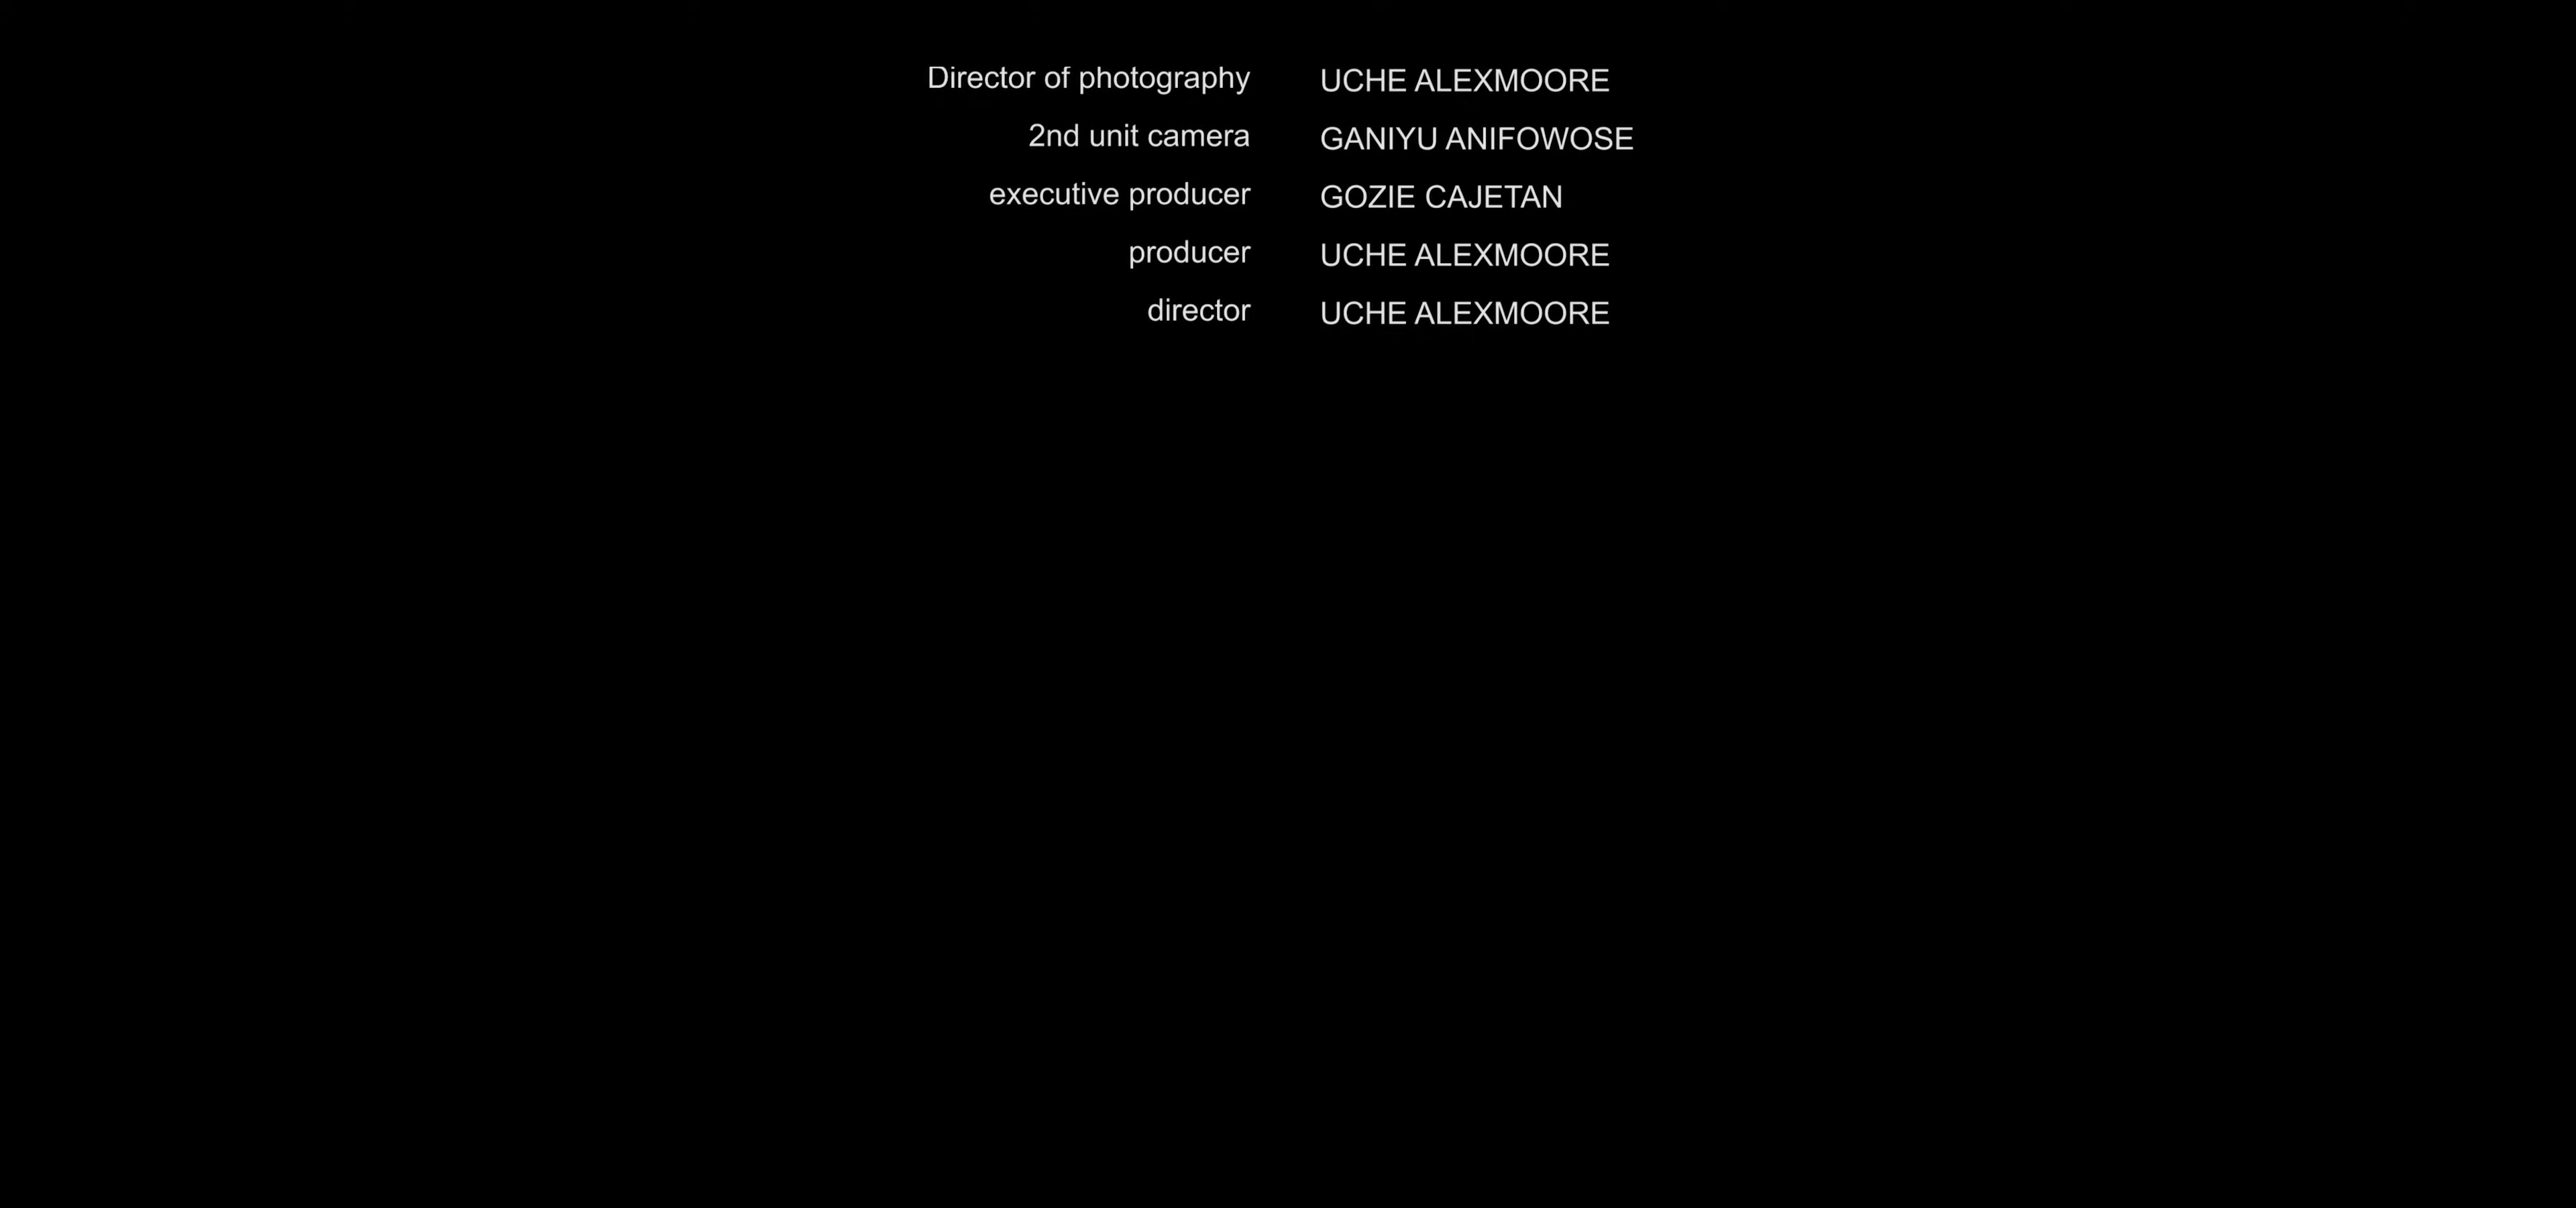 Director of photography UCHE ALEXMOORE
2nd unit camera GANIYU ANIFOWOSE
executive producer GOZIE CAJETAN
producer UCHE ALEXMOORE
director UCHE ALEXMOORE